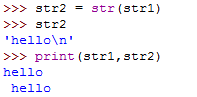 >>> str2 = str(str1)
>>> str2
'hello\n'
>>> print(str1,str2)
hello
 hello